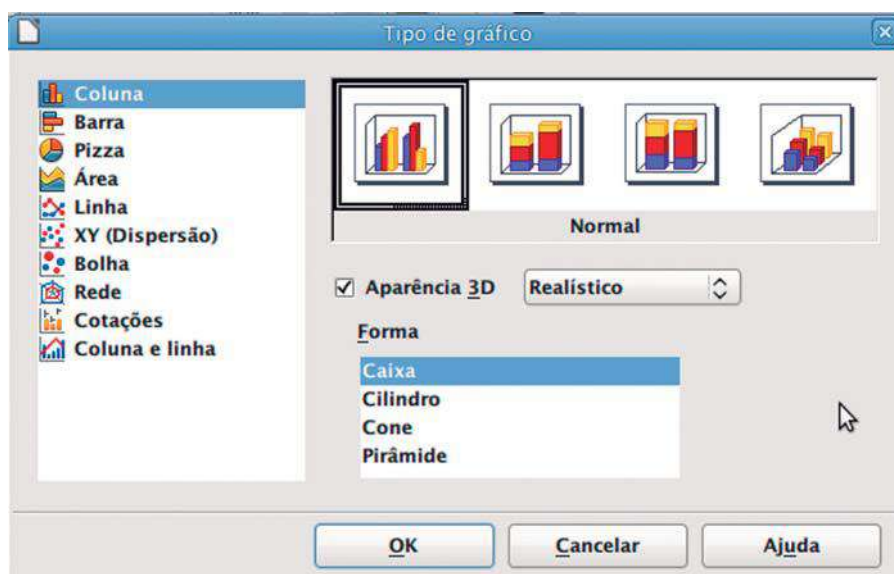 Tipo de gráfico
Coluna
Barra
Pizza
Área
Linha
XY (Dispersão)
Bolha
Rede
Cotações
Coluna e linha
Normal
Aparência 3D
Realístico
Forma
Caixa
Cilindro
Cone
Pirâmide
OK
Cancelar
Ajuda